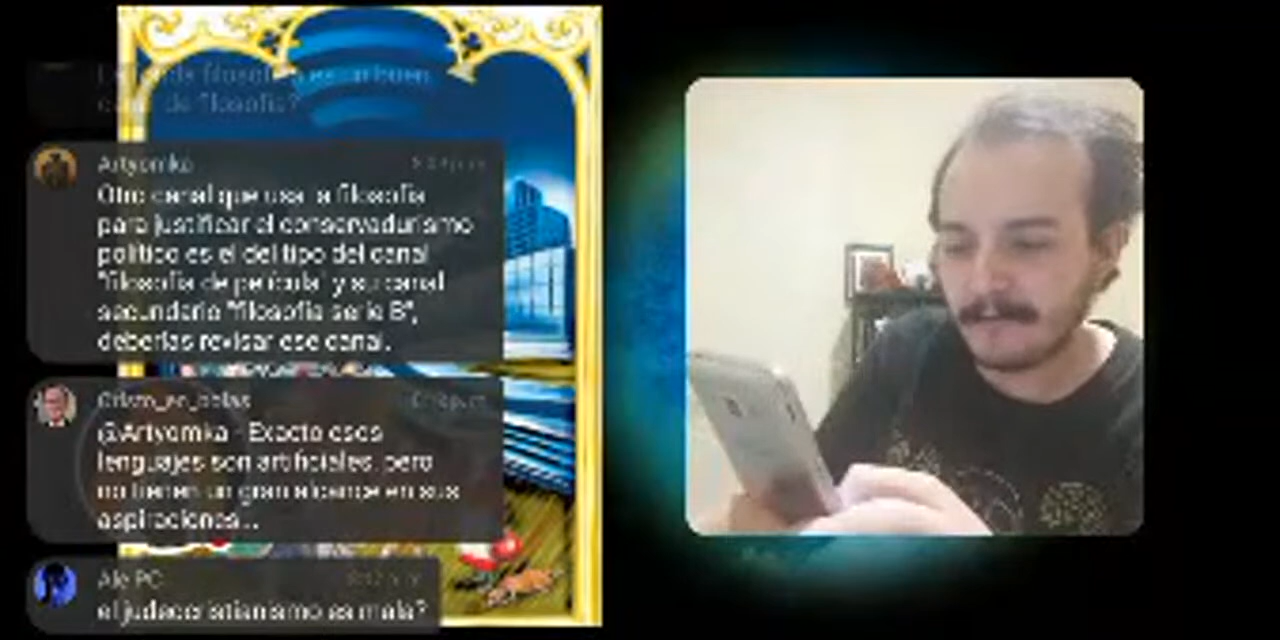 de filosofía?
Artyomka
Otro canal que usa la filosofía
para justificar el conservadurismo
político es el del tipo del canal
"filosofía de película" y su canal
secundario "filosofía serie B",
deberías revisar ese canal.
@Artyomka - Exacto esos
lenguajes son artificiales, pero
no tienen un gran alcance en sus
aspiraciones...
Ale PC
el judeocristianismo es malo?